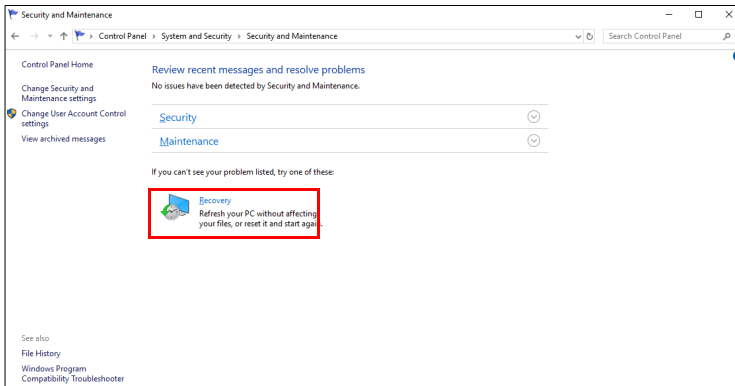 Security and Maintenance
Control Panel > System and Security > Security and Maintenance
Search Control Panel
Control Panel Home
Change Security and
Maintenance settings
Change User Account Control
settings
View archived messages
Review recent messages and resolve problems
No issues have been detected by Security and Maintenance.
Security
Maintenance
If you can't see your problem listed, try one of these:
Recovery
Refresh your PC without affecting
your files, or reset it and start again.
See also
File History
Windows Program
Compatibility Troubleshooter